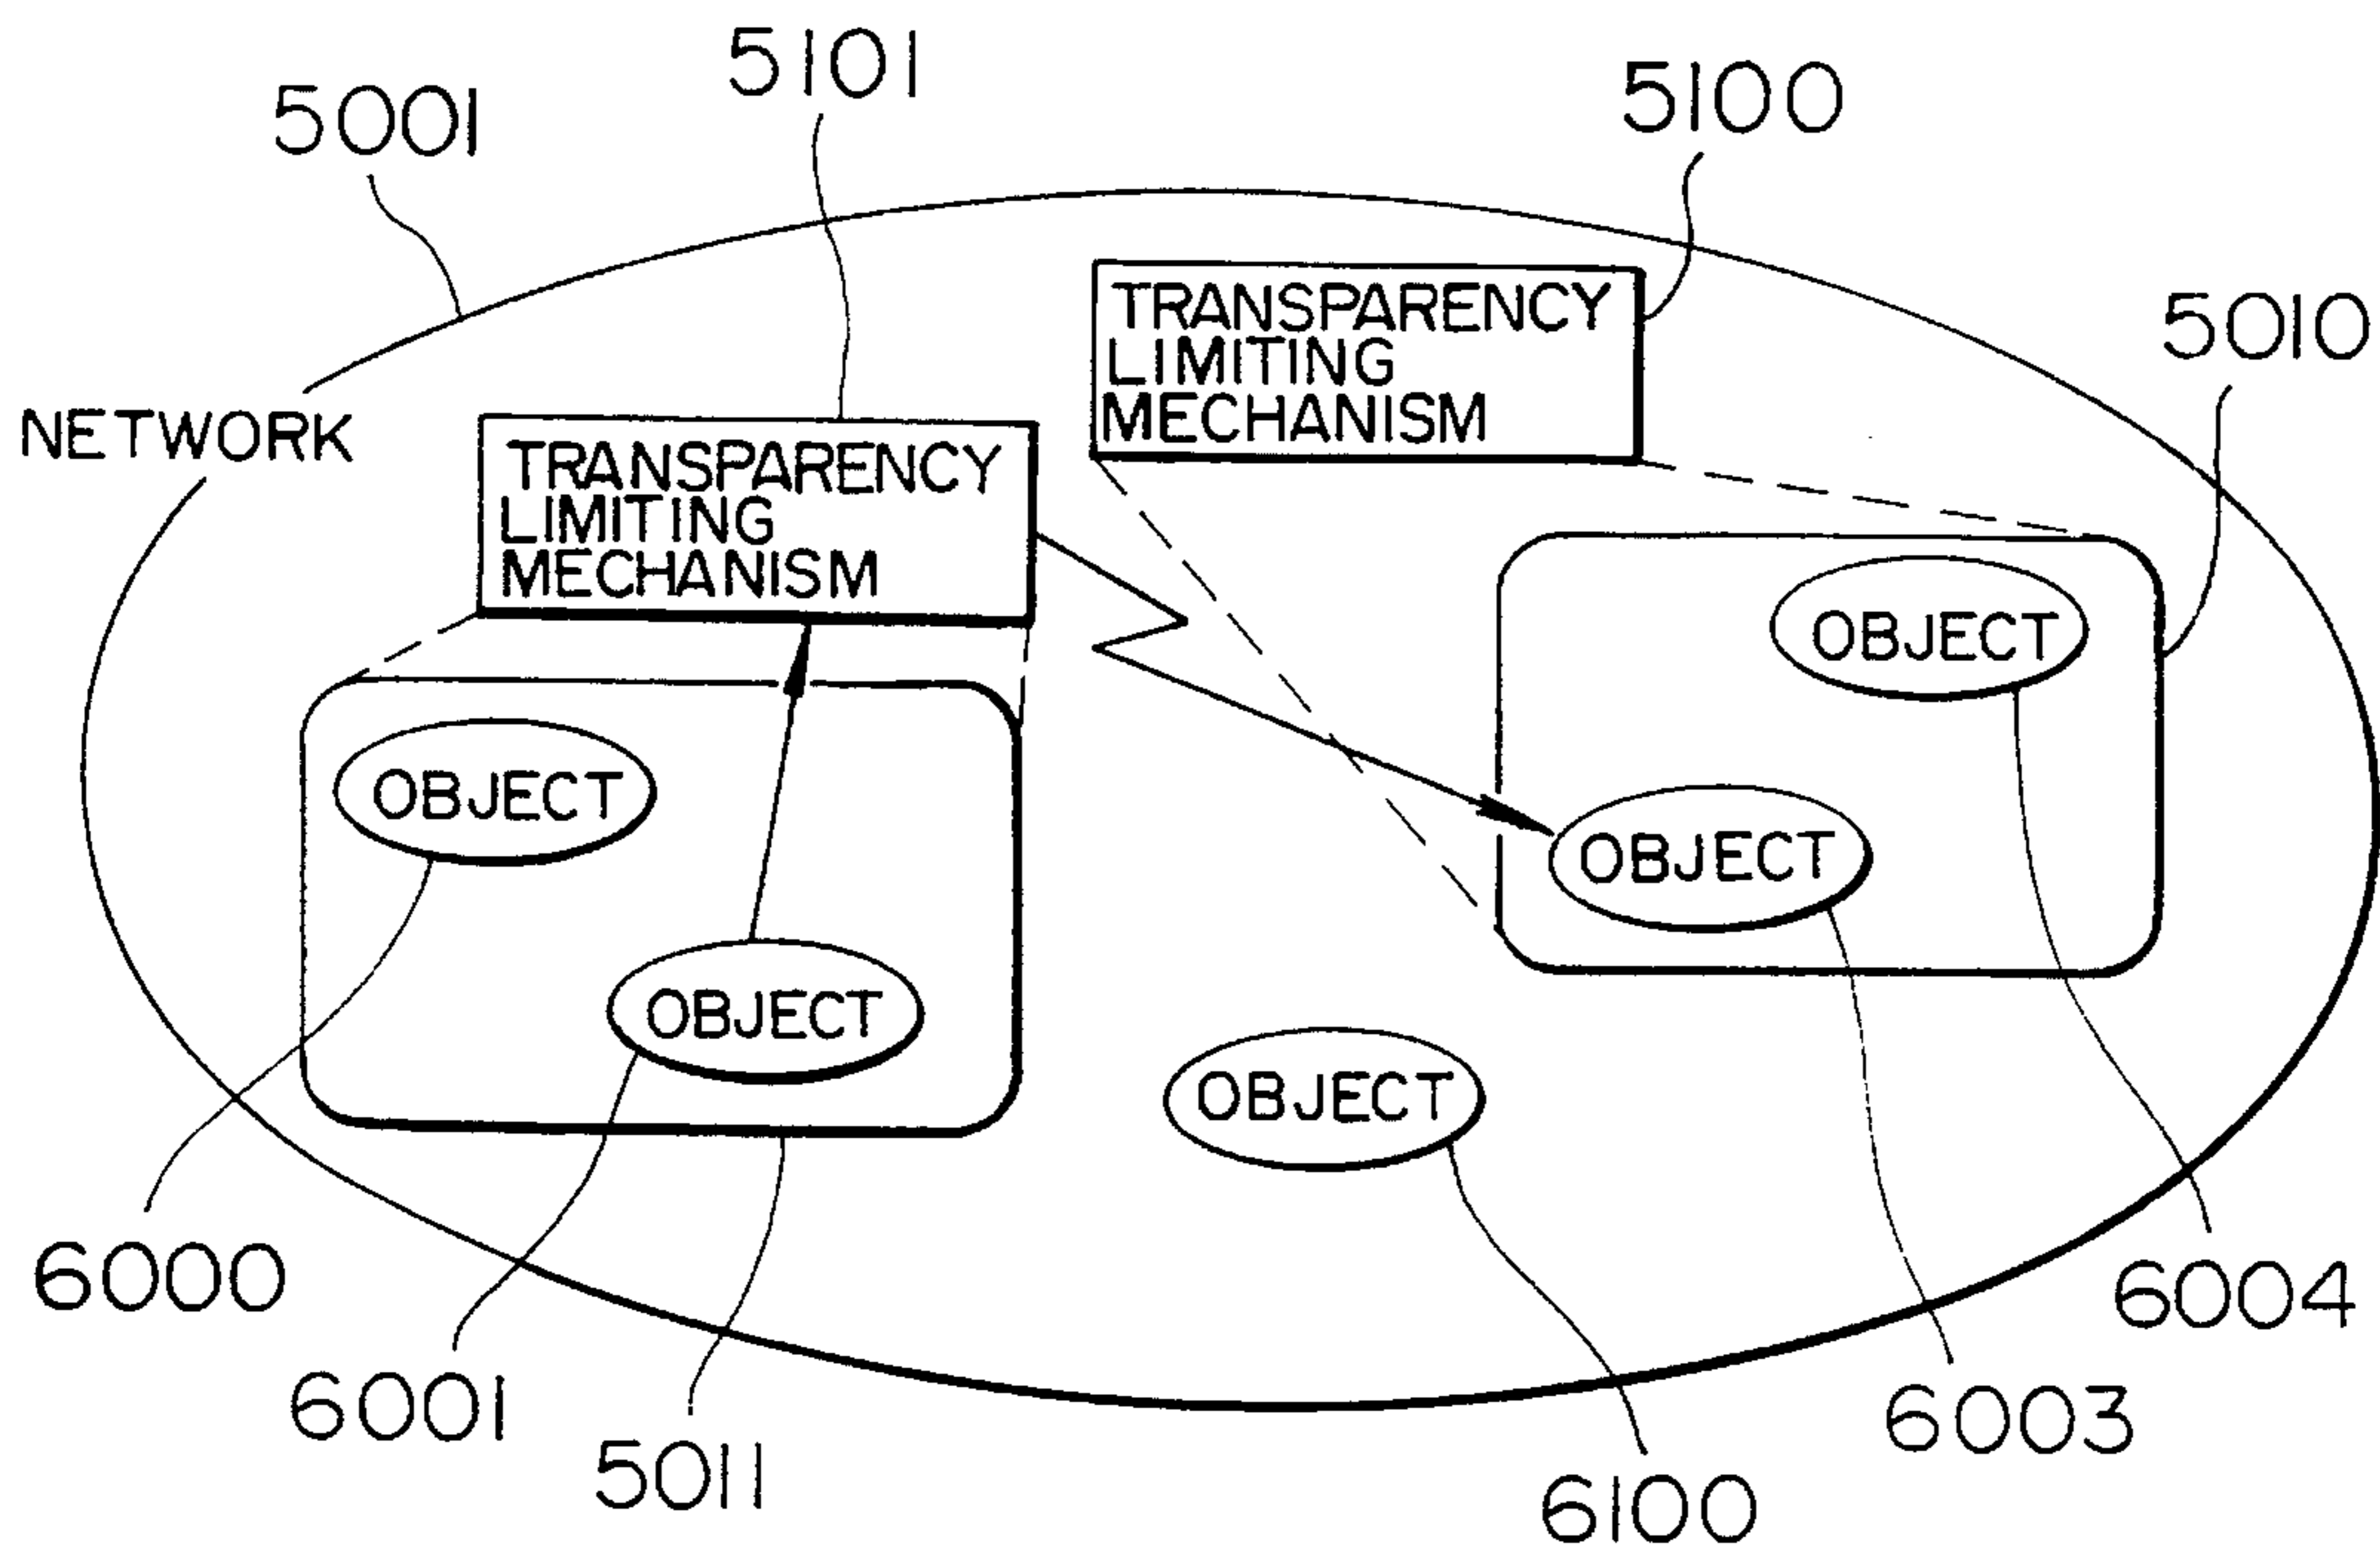 5101
5001
5100
5010
TRANSPARENCY
LIMITING
MECHANISM
NETWORK
TRANSPARENCY
LIMITING
MECHANISM
OBJECT
OBJECT
OBJECT
OBJECT
OBJECT
6000
6004
6001
6003
5011
6100